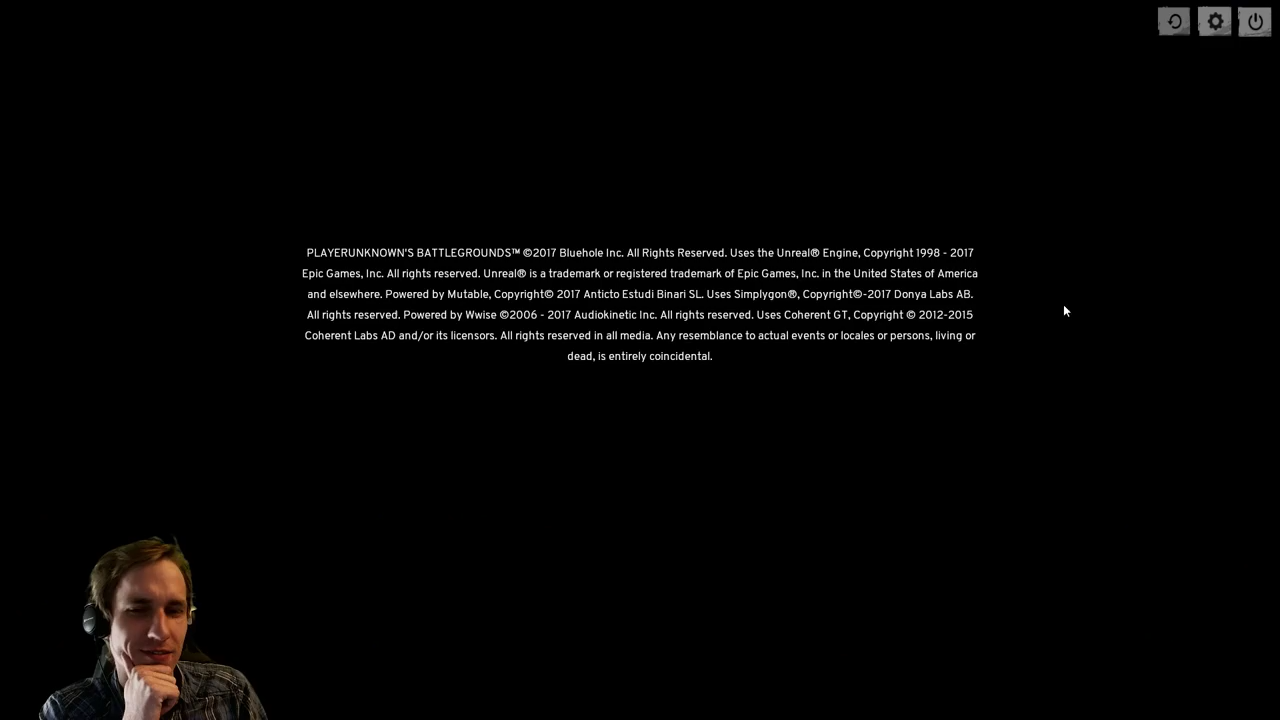 PLAYERUNKNOWN'S BATTLEGROUNDS™ ©2017 Bluehole Inc. All Rights Reserved. Uses the Unreal® Engine, Copyright 1998 - 2017
Epic Games, Inc. All rights reserved. Unreal® is a trademark or registered trademark of Epic Games, Inc. in the United States of America
and elsewhere. Powered by Mutable, Copyright© 2017 Anticto Estudi Binari SL. Uses Simplygon®, Copyright©-2017 Donya Labs AB.
All rights reserved. Powered by Wwise ©2006 - 2017 Audiokinetic Inc. All rights reserved. Uses Coherent GT, Copyright © 2012-2015
Coherent Labs AD and/or its licensors. All rights reserved in all media. Any resemblance to actual events or locales or persons, living or
dead, is entirely coincidental.